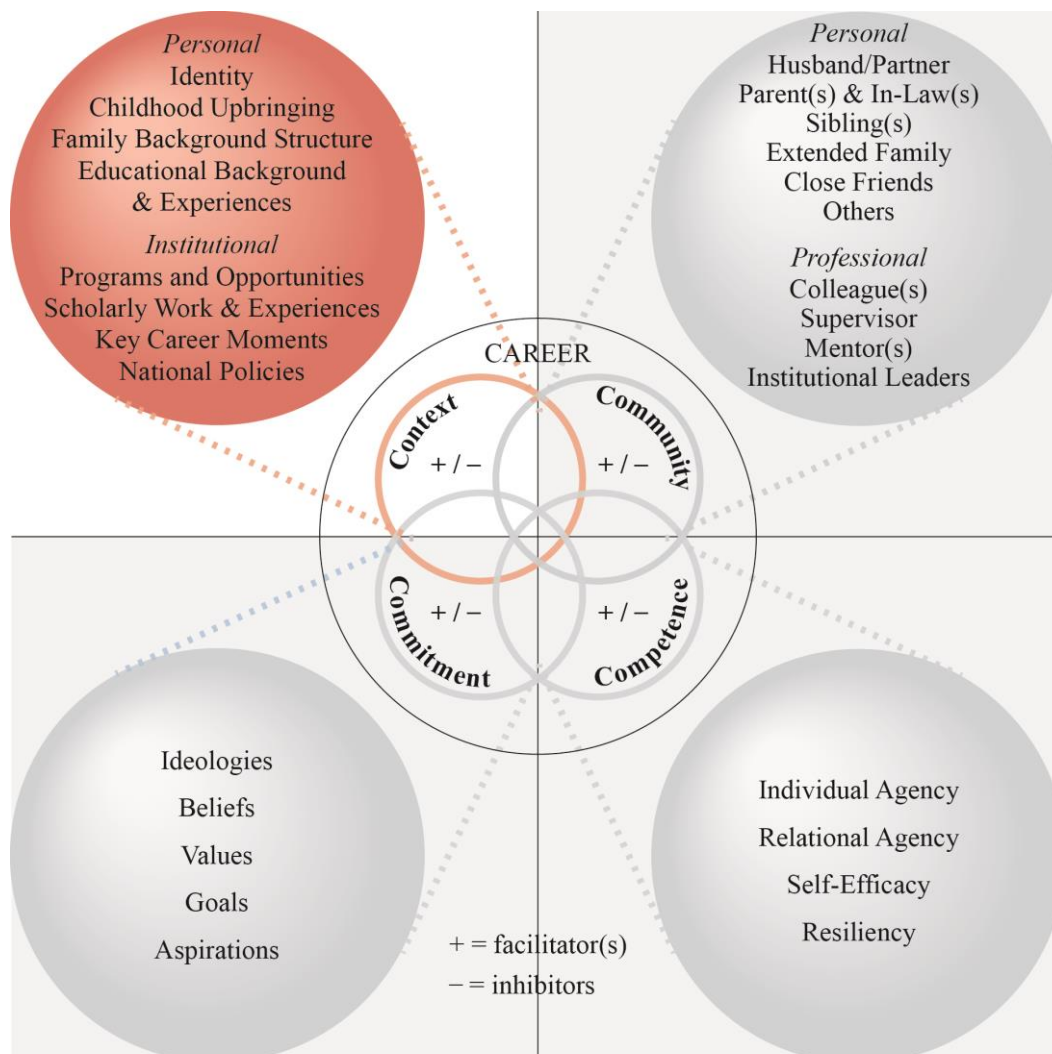 Personal
Identity
Childhood Upbringing
Family Background Structure
Educational Background
& Experiences
Institutional
Programs and Opportunities
Scholarly Work & Experiences
Key Career Moments
National Policies
Personal
Husband/Partner
Parent(s) & In-Law(s)
Sibling(s)
Extended Family
Close Friends
Others
Professional
Colleague(s)
Supervisor
Mentor(s)
Institutional Leaders
CAREER
Context
+ / −
Community
+ / −
Commitment
+ / −
Competence
+ / −
Ideologies
Beliefs
Values
Goals
Aspirations
Individual Agency
Relational Agency
Self-Efficacy
Resiliency
+ = facilitator(s)
− = inhibitors